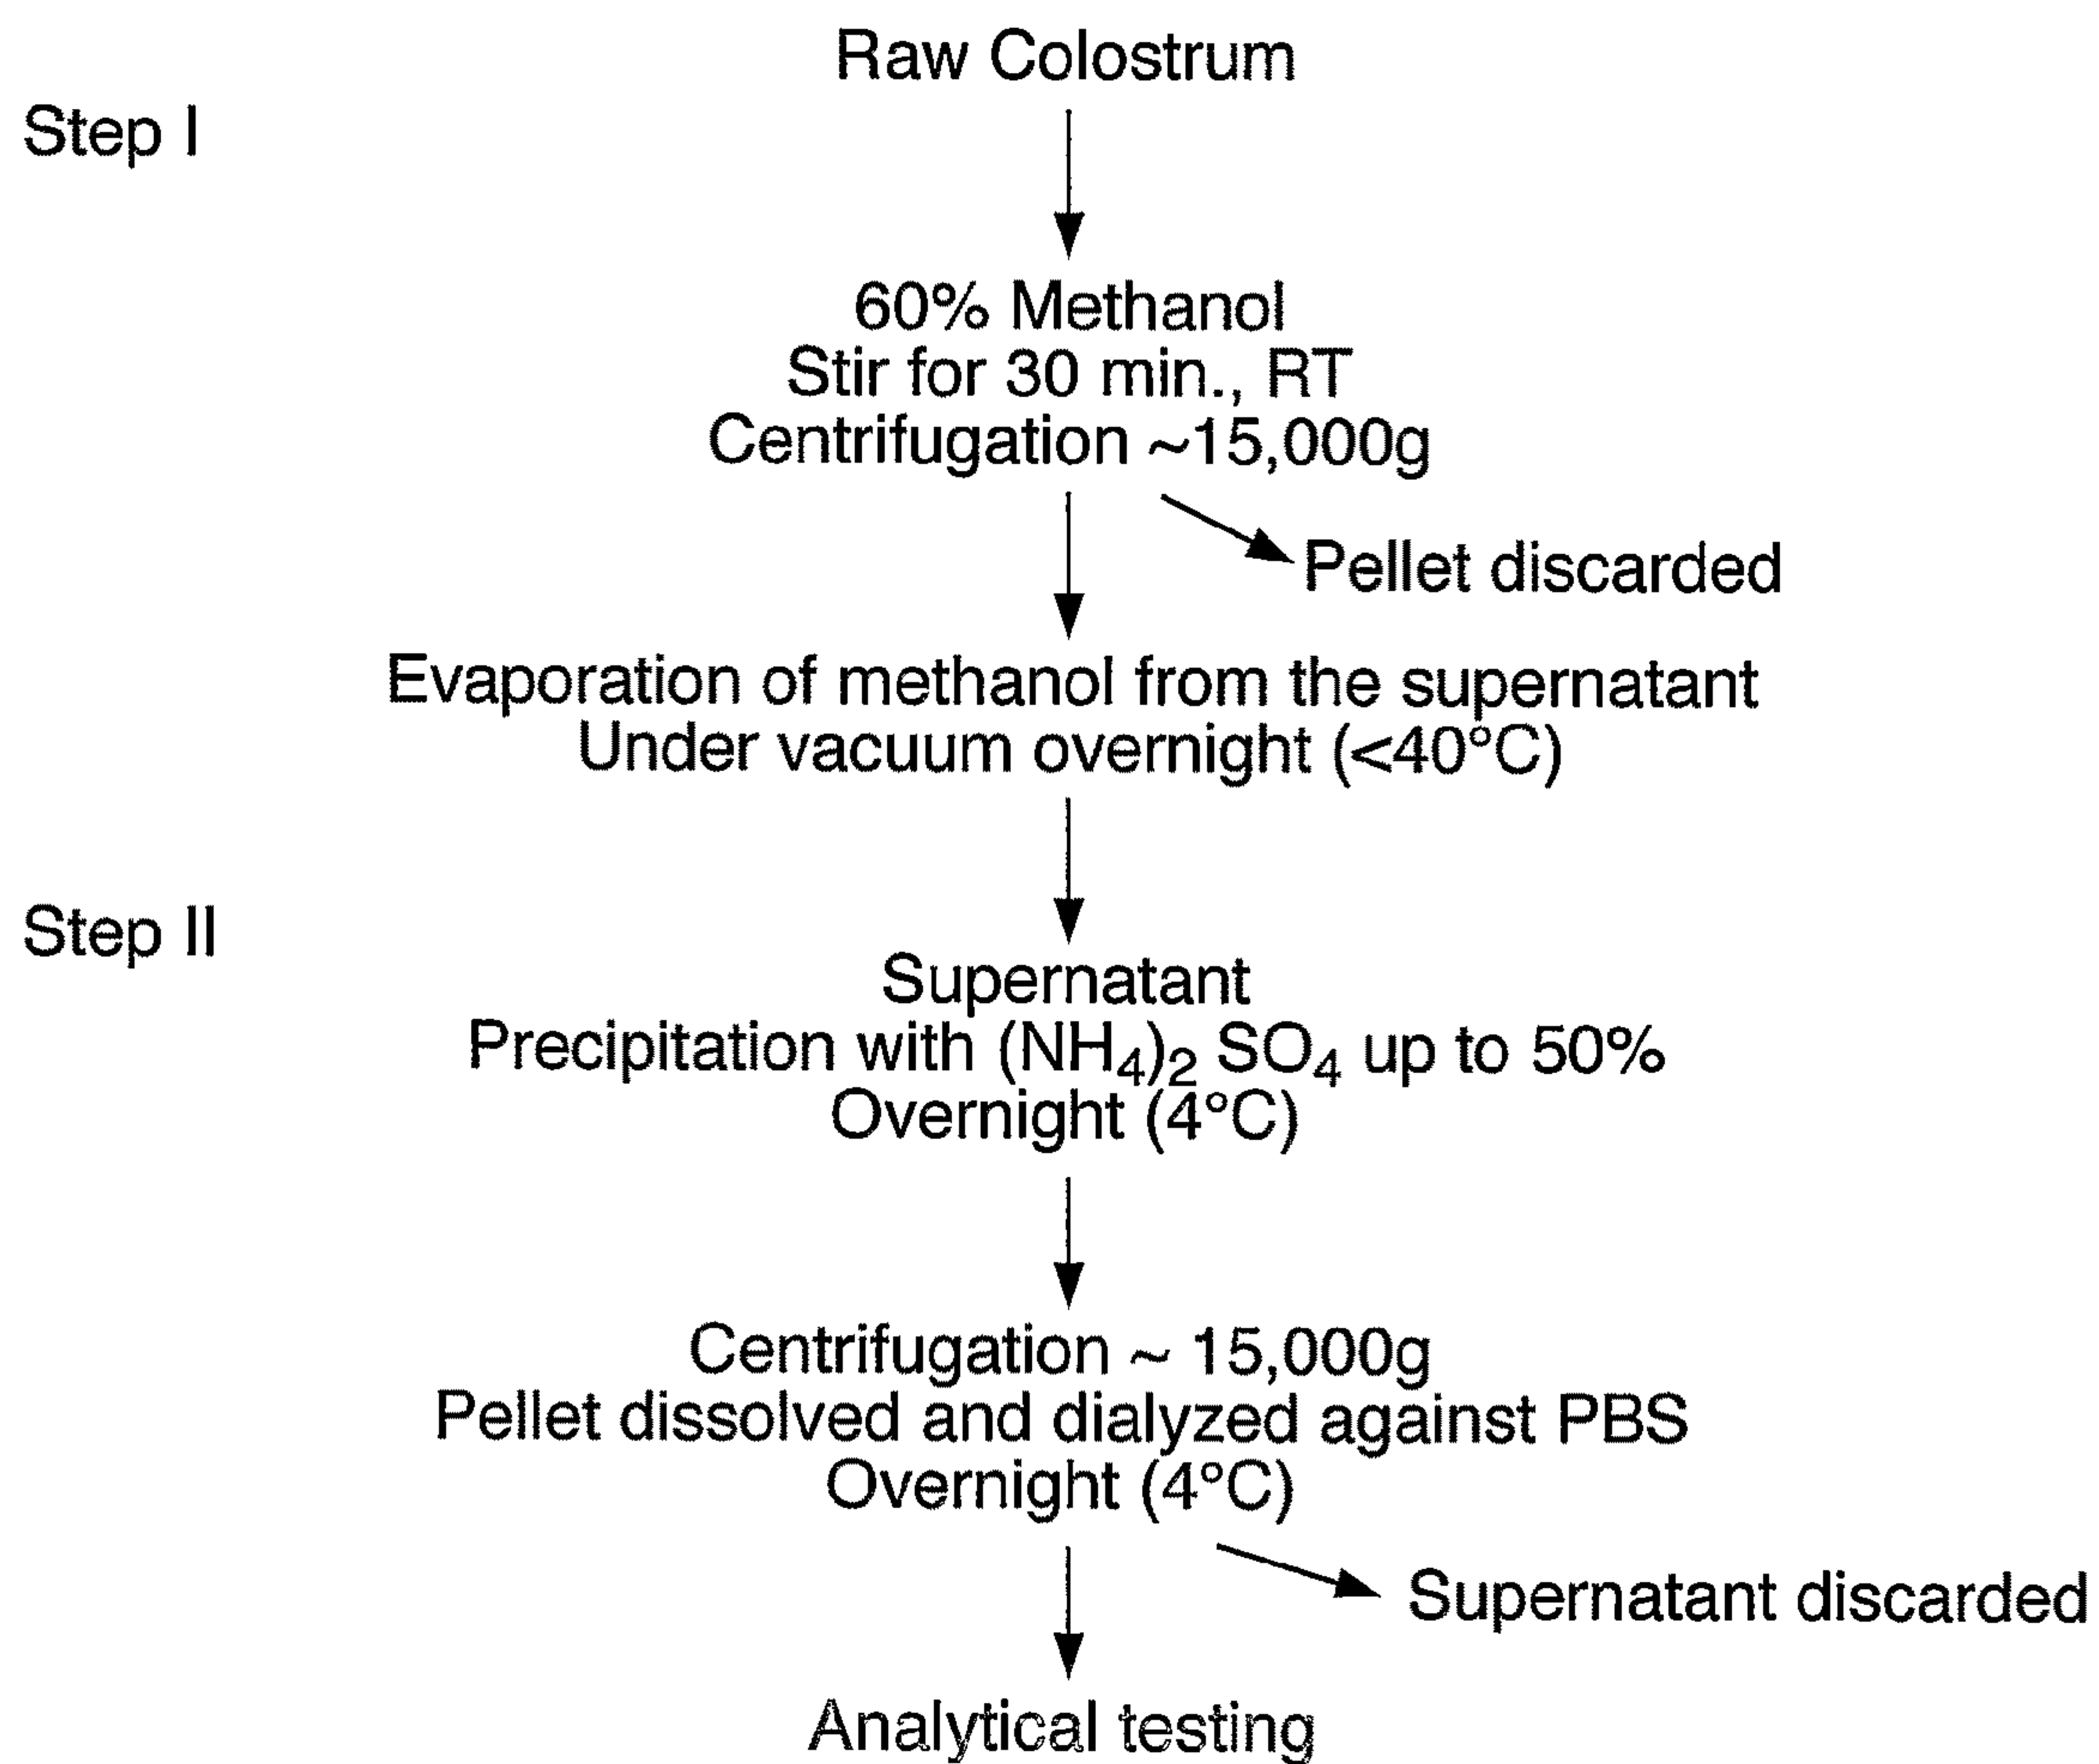 Raw Colostrum
Step I
60% Methanol
Stir for 30 min., RT
Centrifugation ~15,000g
Pellet discarded
Evaporation of methanol from the supernatant
Under vacuum overnight (<40°C)
Step II
Supernatant
Precipitation with (NH₄)₂ SO₄ up to 50%
Overnight (4°C)
Centrifugation ~ 15,000g
Pellet dissolved and dialyzed against PBS
Overnight (4°C)
Supernatant discarded
Analytical testing